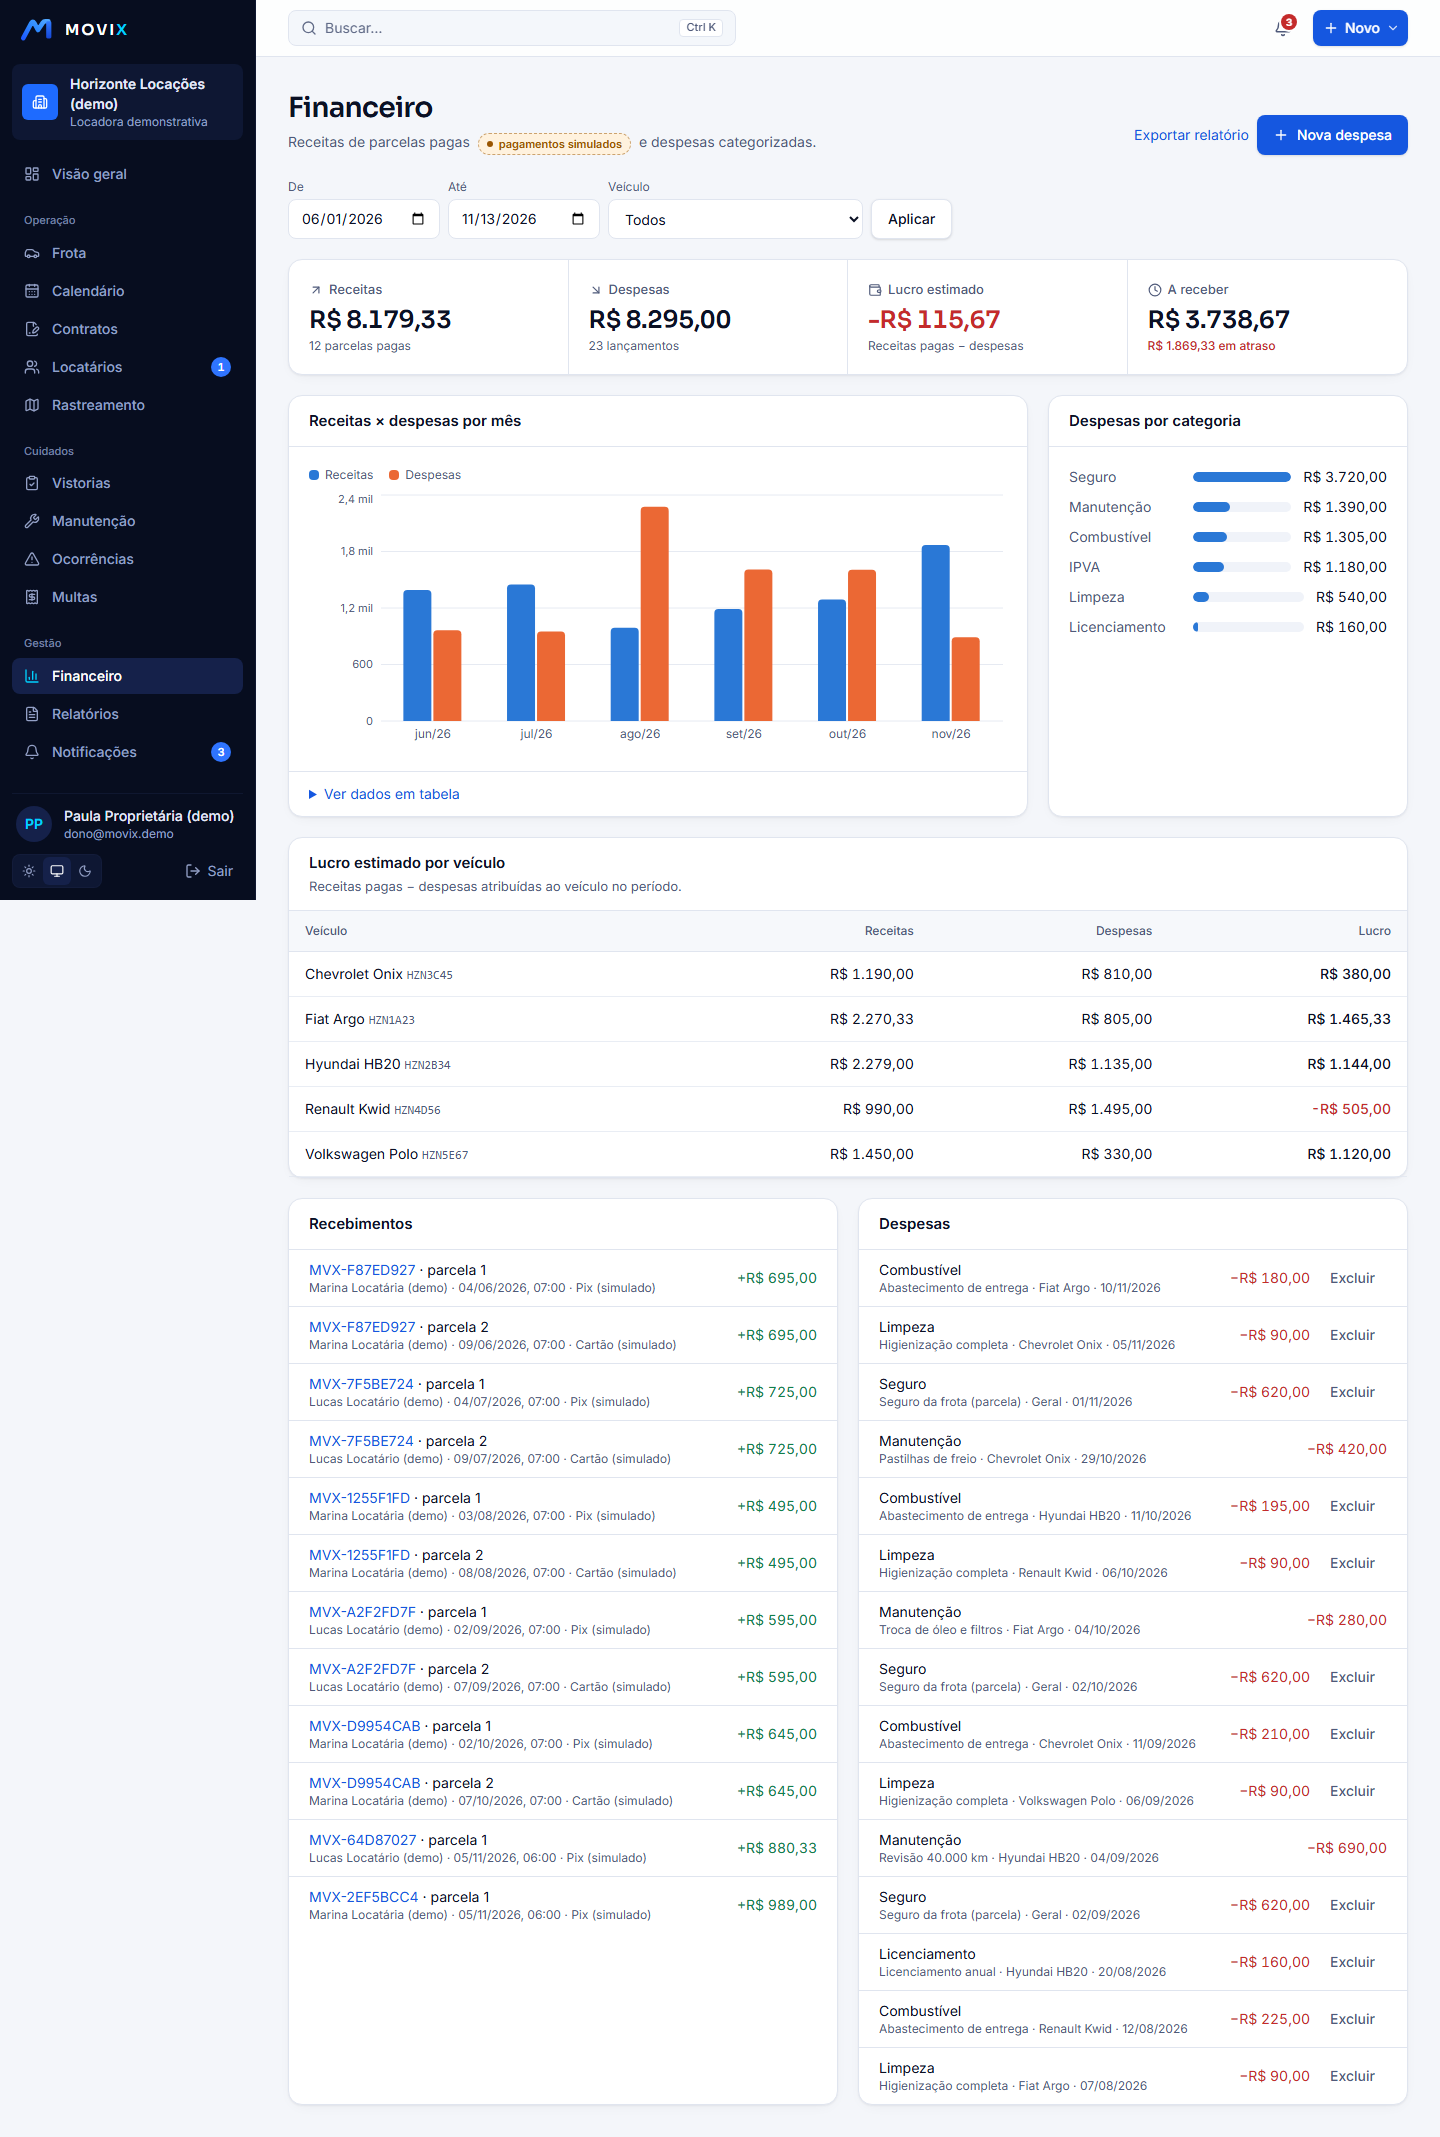 MOVIX
Horizonte Locações
(demo)
Locadora demonstrativa
Visão geral
Operação
Frota
Calendário
Contratos
Locatários 1
Rastreamento
Cuidados
Vistorias
Manutenção
Ocorrências
Multas
Gestão
Financeiro
Relatórios
Notificações 3
PP
Paula Proprietária (demo)
dono@movix.demo
Sair
Buscar...
Ctrl K
3
Novo
Financeiro
Receitas de parcelas pagas pagamentos simulados e despesas categorizadas.
Exportar relatório
Nova despesa
De
Até
Veículo
06/01/2026
11/13/2026
Todos
Aplicar
Receitas
R$ 8.179,33
12 parcelas pagas
Despesas
R$ 8.295,00
23 lançamentos
Lucro estimado
-R$ 115,67
Receitas pagas − despesas
A receber
R$ 3.738,67
R$ 1.869,33 em atraso
Receitas × despesas por mês
Receitas Despesas
2,4 mil
1,8 mil
1,2 mil
600
0
jun/26 jul/26 ago/26 set/26 out/26 nov/26
Ver dados em tabela
Despesas por categoria
Seguro R$ 3.720,00
Manutenção R$ 1.390,00
Combustível R$ 1.305,00
IPVA R$ 1.180,00
Limpeza R$ 540,00
Licenciamento R$ 160,00
Lucro estimado por veículo
Receitas pagas − despesas atribuídas ao veículo no período.
Veículo Receitas Despesas Lucro
Chevrolet Onix HZN3C45 R$ 1.190,00 R$ 810,00 R$ 380,00
Fiat Argo HZN1A23 R$ 2.270,33 R$ 805,00 R$ 1.465,33
Hyundai HB20 HZN2B34 R$ 2.279,00 R$ 1.135,00 R$ 1.144,00
Renault Kwid HZN4D56 R$ 990,00 R$ 1.495,00 -R$ 505,00
Volkswagen Polo HZN5E67 R$ 1.450,00 R$ 330,00 R$ 1.120,00
Recebimentos
MVX-F87ED927 · parcela 1 +R$ 695,00
Marina Locatária (demo) · 04/06/2026, 07:00 · Pix (simulado)
MVX-F87ED927 · parcela 2 +R$ 695,00
Marina Locatária (demo) · 09/06/2026, 07:00 · Cartão (simulado)
MVX-7F5BE724 · parcela 1 +R$ 725,00
Lucas Locatário (demo) · 04/07/2026, 07:00 · Pix (simulado)
MVX-7F5BE724 · parcela 2 +R$ 725,00
Lucas Locatário (demo) · 09/07/2026, 07:00 · Cartão (simulado)
MVX-1255F1FD · parcela 1 +R$ 495,00
Marina Locatária (demo) · 03/08/2026, 07:00 · Pix (simulado)
MVX-1255F1FD · parcela 2 +R$ 495,00
Marina Locatária (demo) · 08/08/2026, 07:00 · Cartão (simulado)
MVX-A2F2FD7F · parcela 1 +R$ 595,00
Lucas Locatário (demo) · 02/09/2026, 07:00 · Pix (simulado)
MVX-A2F2FD7F · parcela 2 +R$ 595,00
Lucas Locatário (demo) · 07/09/2026, 07:00 · Cartão (simulado)
MVX-D9954CAB · parcela 1 +R$ 645,00
Marina Locatária (demo) · 02/10/2026, 07:00 · Pix (simulado)
MVX-D9954CAB · parcela 2 +R$ 645,00
Marina Locatária (demo) · 07/10/2026, 07:00 · Cartão (simulado)
MVX-64D87027 · parcela 1 +R$ 880,33
Lucas Locatário (demo) · 05/11/2026, 06:00 · Pix (simulado)
MVX-2EF5BCC4 · parcela 1 +R$ 989,00
Marina Locatária (demo) · 05/11/2026, 06:00 · Pix (simulado)
Despesas
Combustível −R$ 180,00 Excluir
Abastecimento de entrega · Fiat Argo · 10/11/2026
Limpeza −R$ 90,00 Excluir
Higienização completa · Chevrolet Onix · 05/11/2026
Seguro −R$ 620,00 Excluir
Seguro da frota (parcela) · Geral · 01/11/2026
Manutenção −R$ 420,00
Pastilhas de freio · Chevrolet Onix · 29/10/2026
Combustível −R$ 195,00 Excluir
Abastecimento de entrega · Hyundai HB20 · 11/10/2026
Limpeza −R$ 90,00 Excluir
Higienização completa · Renault Kwid · 06/10/2026
Manutenção −R$ 280,00
Troca de óleo e filtros · Fiat Argo · 04/10/2026
Seguro −R$ 620,00 Excluir
Seguro da frota (parcela) · Geral · 02/10/2026
Combustível −R$ 210,00 Excluir
Abastecimento de entrega · Chevrolet Onix · 11/09/2026
Limpeza −R$ 90,00 Excluir
Higienização completa · Volkswagen Polo · 06/09/2026
Manutenção −R$ 690,00
Revisão 40.000 km · Hyundai HB20 · 04/09/2026
Seguro −R$ 620,00 Excluir
Seguro da frota (parcela) · Geral · 02/09/2026
Licenciamento −R$ 160,00 Excluir
Licenciamento anual · Hyundai HB20 · 20/08/2026
Combustível −R$ 225,00 Excluir
Abastecimento de entrega · Renault Kwid · 12/08/2026
Limpeza −R$ 90,00 Excluir
Higienização completa · Fiat Argo · 07/08/2026